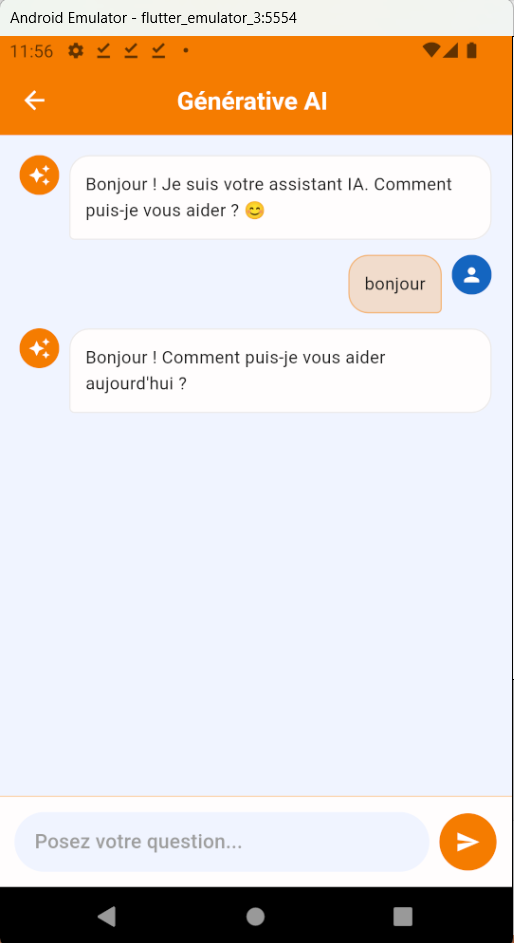 Android Emulator - flutter_emulator_3:5554
11:56
Générative AI
Bonjour ! Je suis votre assistant IA. Comment
puis-je vous aider ? 😊
bonjour
Bonjour ! Comment puis-je vous aider
aujourd'hui ?
Posez votre question...